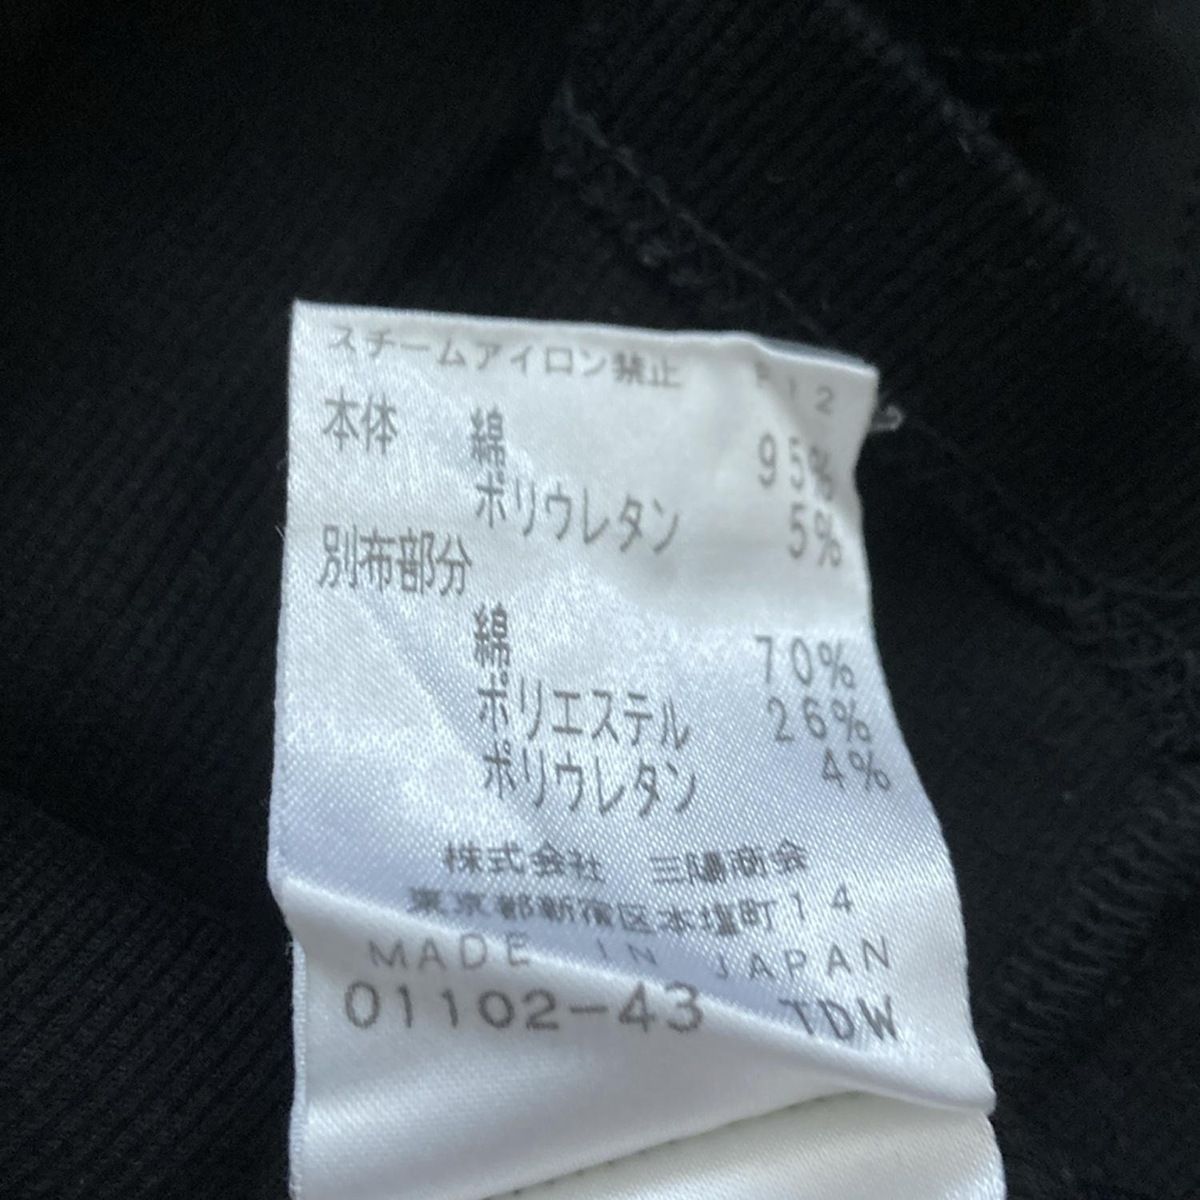 スチームアイロン禁止 F12
本体 綿 95%
ポリウレタン 5%
別布部分
綿 70%
ポリエステル 26%
ポリウレタン 4%
株式会社 三陽商会
東京都新宿区本塩町14
MADE IN JAPAN
01102-43 TDW